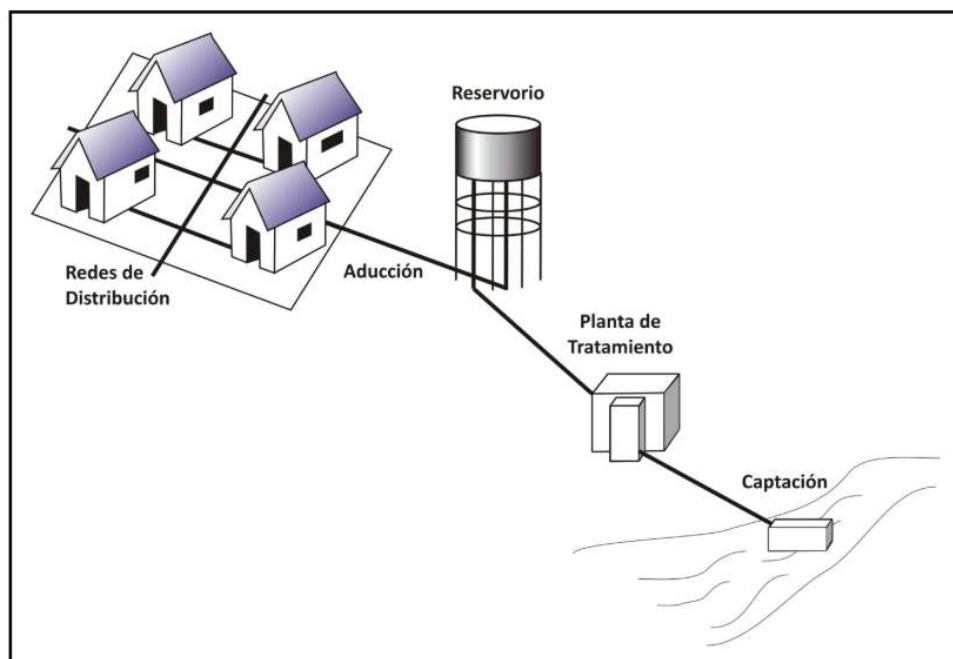 Reservorio
Aducción
Redes de
Distribución
Planta de
Tratamiento
Captación